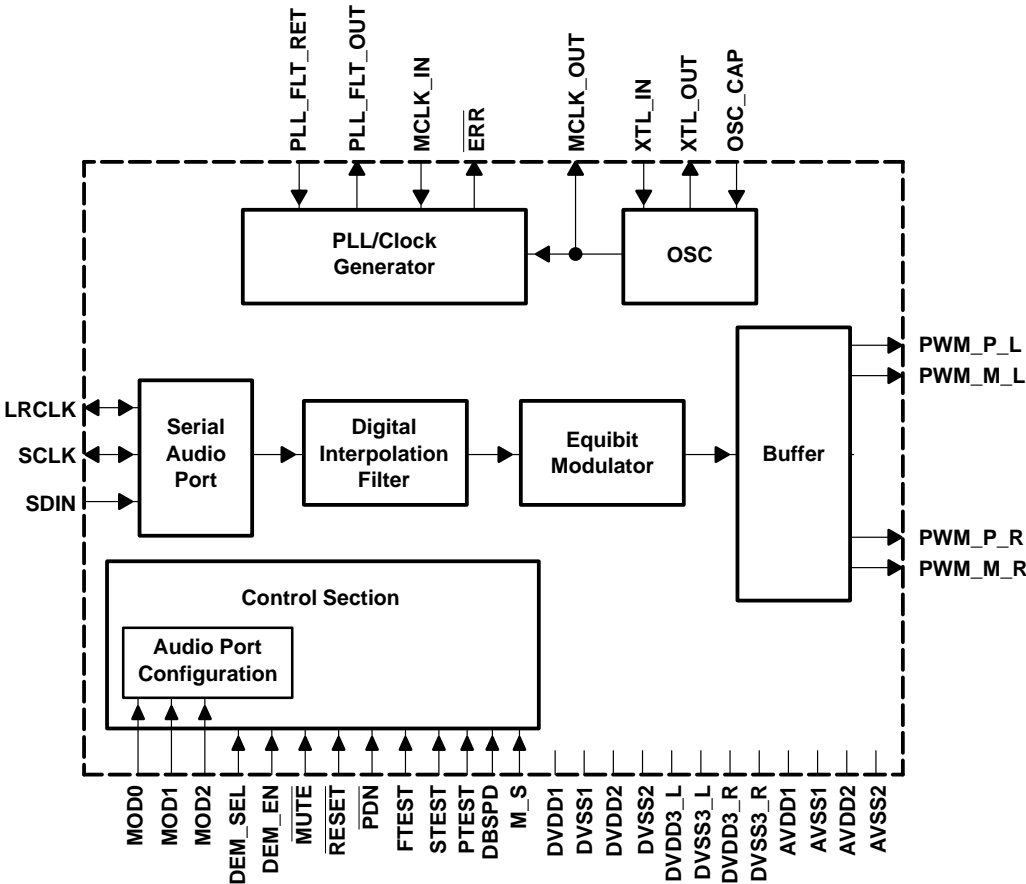 PLL_FLT_RET
PLL_FLT_OUT
MCLK_IN
ERR
MCLK_OUT
XTL_IN
XTL_OUT
OSC_CAP
PLL/Clock
Generator
OSC
PWM_P_L
PWM_M_L
LRCLK
SCLK
SDIN
Serial
Audio
Port
Digital
Interpolation
Filter
Equibit
Modulator
Buffer
PWM_P_R
PWM_M_R
Control Section
Audio Port
Configuration
MOD0
MOD1
MOD2
DEM_SEL
DEM_EN
MUTE
RESET
PDN
FTEST
STEST
PTEST
DBSPD
M_S
DVDD1
DVSS1
DVDD2
DVSS2
DVDD3_L
DVSS3_L
DVDD3_R
DVSS3_R
AVDD1
AVSS1
AVDD2
AVSS2